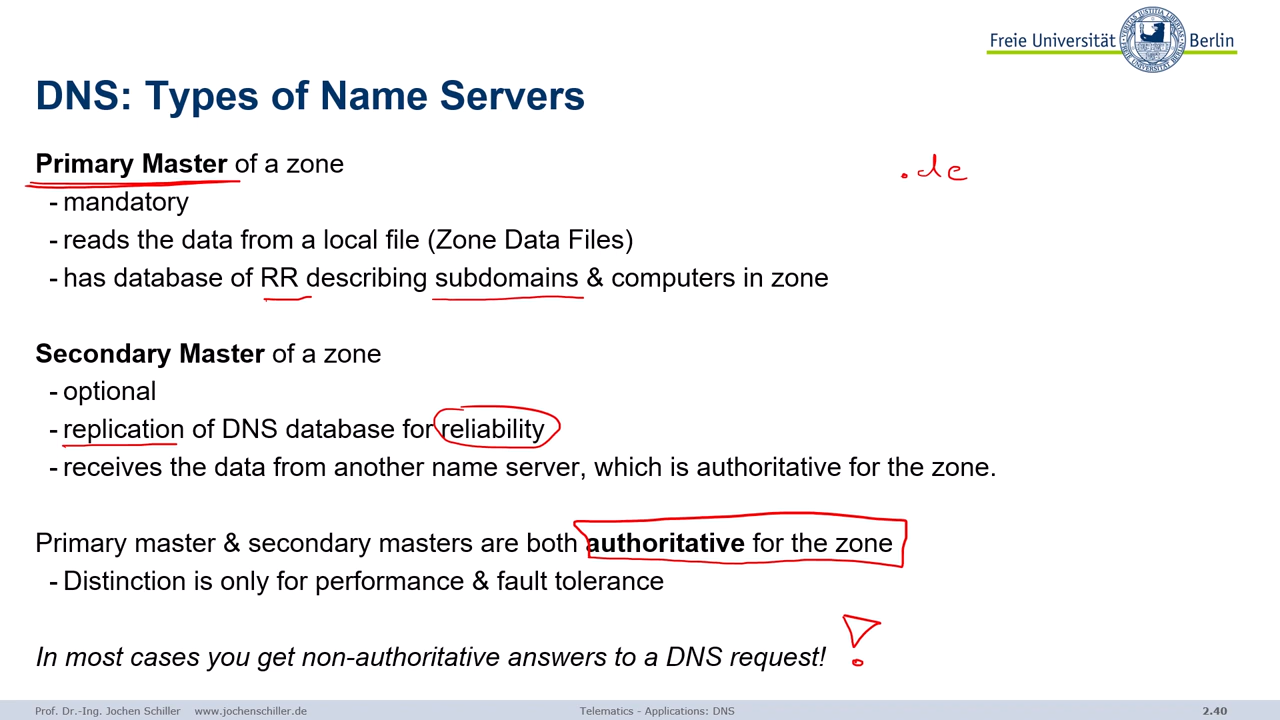 Freie Universität Berlin
DNS: Types of Name Servers
Primary Master of a zone
.de
- mandatory
- reads the data from a local file (Zone Data Files)
- has database of RR describing subdomains & computers in zone
Secondary Master of a zone
- optional
- replication of DNS database for reliability
- receives the data from another name server, which is authoritative for the zone.
Primary master & secondary masters are both authoritative for the zone
- Distinction is only for performance & fault tolerance
In most cases you get non-authoritative answers to a DNS request!
Prof. Dr.-Ing. Jochen Schiller www.jochenschiller.de Telematics - Applications: DNS 2.40